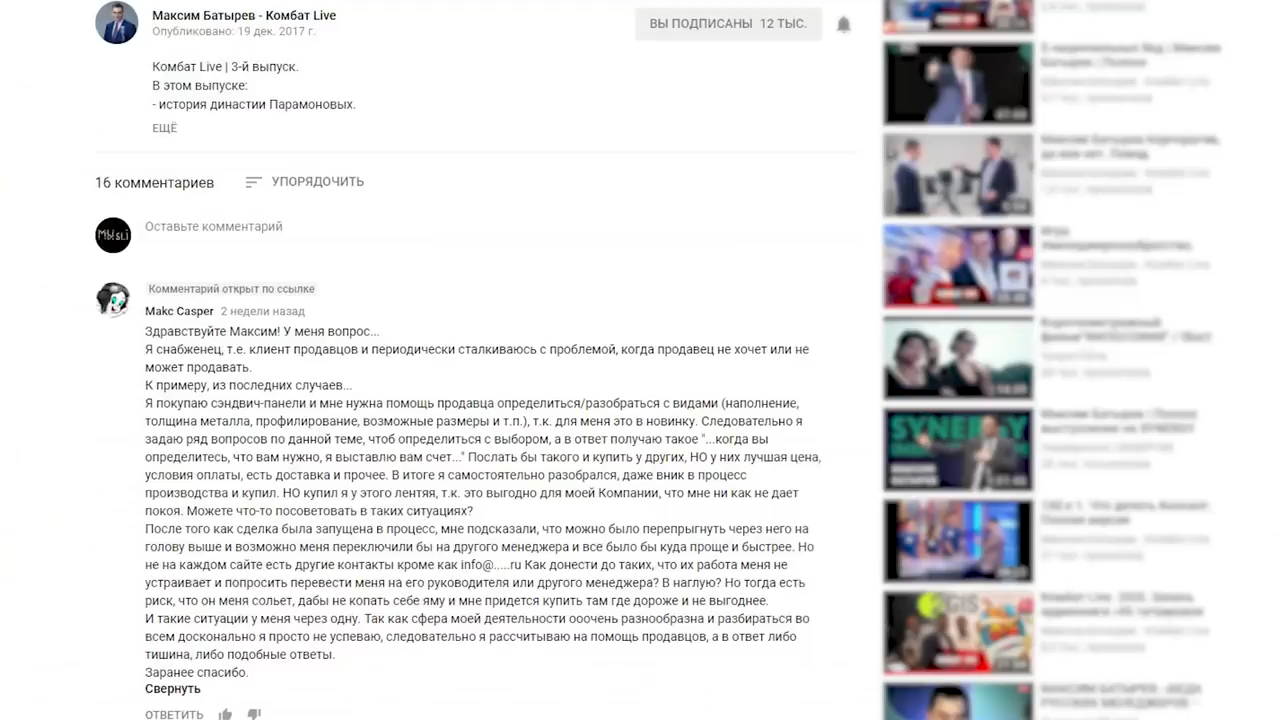 Максим Батырев - Комбат Live
Опубликовано: 19 дек. 2017 г.
ВЫ ПОДПИСАНЫ 12 ТЫС.
Комбат Live | 3-й выпуск.
В этом выпуске:
- история династии Парамоновых.
ЕЩЁ
16 комментариев
УПОРЯДОЧИТЬ
Оставьте комментарий
Комментарий открыт по ссылке
Макс Casper 2 недели назад
Здравствуйте Максим! У меня вопрос...
Я снабженец, т.е. клиент продавцов и периодически сталкиваюсь с проблемой, когда продавец не хочет или не
может продавать.
К примеру, из последних случаев...
Я покупаю сэндвич-панели и мне нужна помощь продавца определиться/разобраться с видами (наполнение,
толщина металла, профилирование, возможные размеры и т.п.), т.к. для меня это в новинку. Следовательно я
задаю ряд вопросов по данной теме, чтоб определиться с выбором, а в ответ получаю такое "...когда вы
определитесь, что вам нужно, я выставлю вам счет..." Послать бы такого и купить у других, НО у них лучшая цена,
условия оплаты, есть доставка и прочее. В итоге я самостоятельно разобрался, даже вник в процесс
производства и купил. НО купил я у этого лентяя, т.к. это выгодно для моей Компании, что мне ни как не дает
покоя. Можете что-то посоветовать в таких ситуациях?
После того как сделка была запущена в процесс, мне подсказали, что можно было перепрыгнуть через него на
голову выше и возможно меня переключили бы на другого менеджера и все было бы куда проще и быстрее. Но
не на каждом сайте есть другие контакты кроме как info@.....ru Как донести до таких, что их работа меня не
устраивает и попросить перевести меня на его руководителя или другого менеджера? В наглую? Но тогда есть
риск, что он меня сольет, дабы не копать себе яму и мне придется купить там где дороже и не выгоднее.
И такие ситуации у меня через одну. Так как сфера моей деятельности ооочень разнообразна и разбираться во
всем досконально я просто не успеваю, следовательно я рассчитываю на помощь продавцов, а в ответ либо
тишина, либо подобные ответы.
Заранее спасибо.
Свернуть
ОТВЕТИТЬ
SYNERGY
2GIS